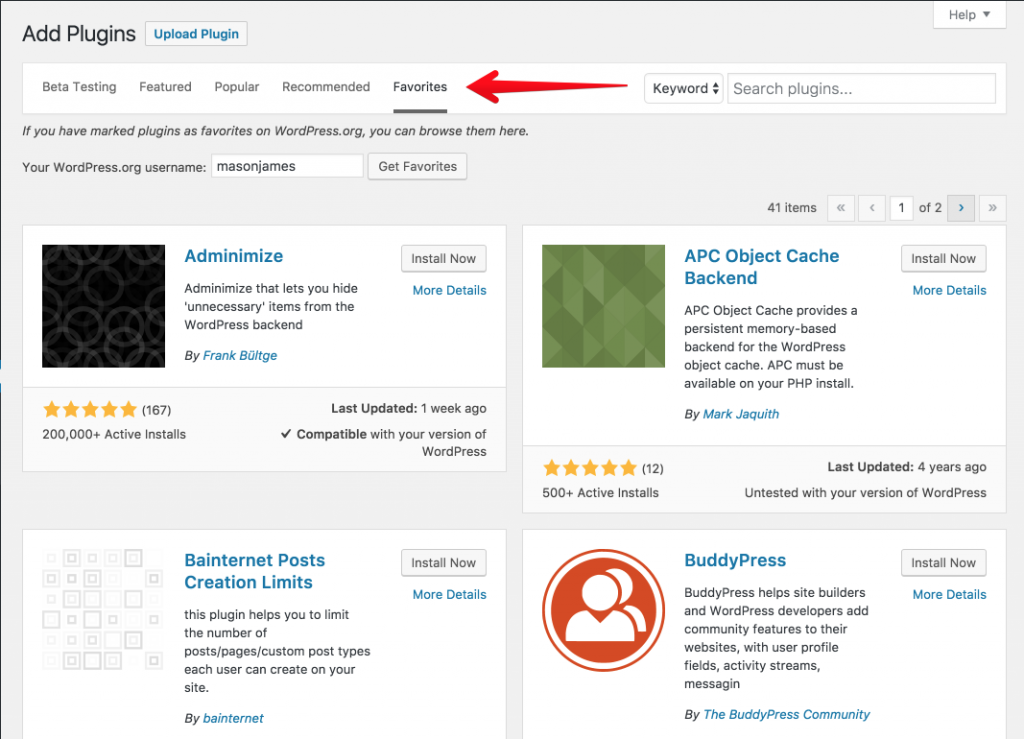 Help ▼
Add Plugins Upload Plugin
Beta Testing Featured Popular Recommended Favorites Keyword Search plugins...
If you have marked plugins as favorites on WordPress.org, you can browse them here.
Your WordPress.org username: masonjames Get Favorites
41 items « ‹ 1 of 2 › »
Adminimize
Install Now
More Details
Adminimize that lets you hide
'unnecessary' items from the
WordPress backend
By Frank Bültge
(167)
200,000+ Active Installs
Last Updated: 1 week ago
✓ Compatible with your version of
WordPress
APC Object Cache
Backend
Install Now
More Details
APC Object Cache provides a
persistent memory-based
backend for the WordPress
object cache. APC must be
available on your PHP install.
By Mark Jaquith
(12)
500+ Active Installs
Last Updated: 4 years ago
Untested with your version of WordPress
Bainternet Posts
Creation Limits
Install Now
More Details
this plugin helps you to limit
the number of
posts/pages/custom post types
each user can create on your
site.
By bainternet
BuddyPress
Install Now
More Details
BuddyPress helps site builders
and WordPress developers add
community features to their
websites, with user profile
fields, activity streams,
messagin
By The BuddyPress Community